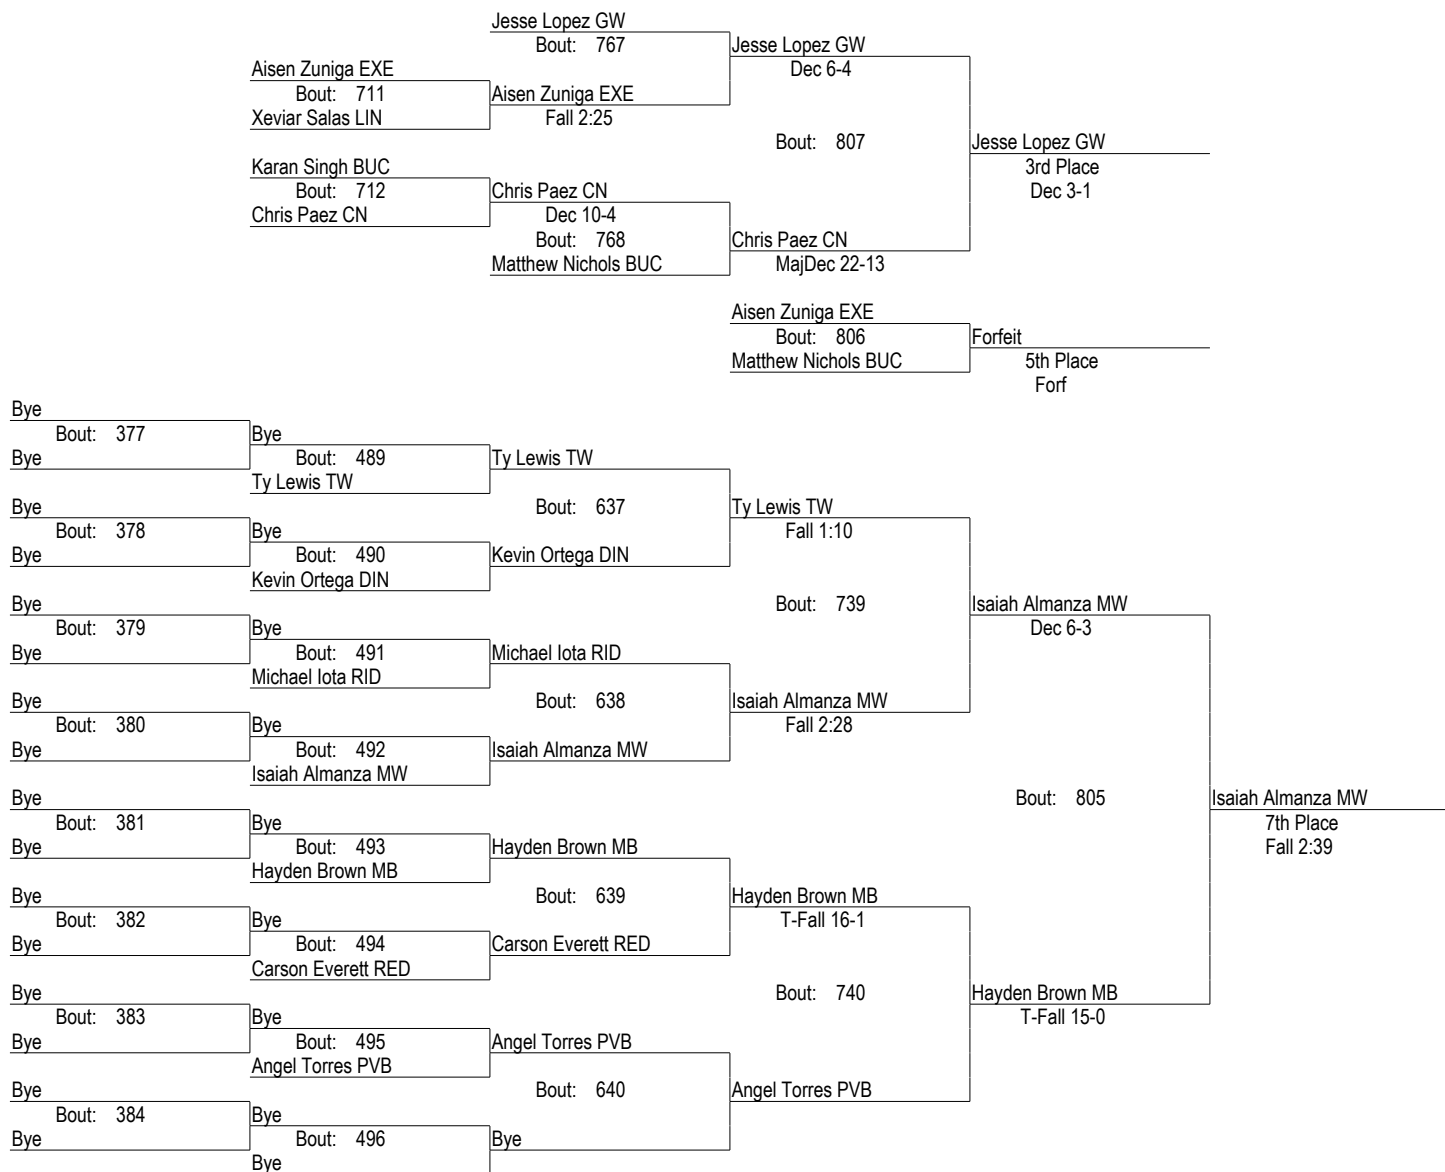 Jesse Lopez GW
Bout: 767
Jesse Lopez GW
Aisen Zuniga EXE
Dec 6-4
Bout: 711
Aisen Zuniga EXE
Xeviar Salas LIN
Fall 2:25
Bout: 807
Jesse Lopez GW
Karan Singh BUC
3rd Place
Bout: 712
Chris Paez CN
Dec 3-1
Chris Paez CN
Dec 10-4
Bout: 768
Chris Paez CN
Matthew Nichols BUC
MajDec 22-13
Aisen Zuniga EXE
Bout: 806
Forfeit
Matthew Nichols BUC
5th Place
Forf
Bye
Bout: 377
Bye
Bye
Bout: 489
Ty Lewis TW
Ty Lewis TW
Bye
Bout: 637
Ty Lewis TW
Bout: 378
Bye
Fall 1:10
Bye
Bout: 490
Kevin Ortega DIN
Kevin Ortega DIN
Bye
Bout: 739
Isaiah Almanza MW
Bout: 379
Bye
Dec 6-3
Bye
Bout: 491
Michael Iota RID
Michael Iota RID
Bye
Bout: 638
Isaiah Almanza MW
Bout: 380
Bye
Fall 2:28
Bye
Bout: 492
Isaiah Almanza MW
Isaiah Almanza MW
Bye
Bout: 805
Isaiah Almanza MW
Bout: 381
Bye
7th Place
Bye
Bout: 493
Hayden Brown MB
Fall 2:39
Hayden Brown MB
Bye
Bout: 639
Hayden Brown MB
Bout: 382
Bye
T-Fall 16-1
Bye
Bout: 494
Carson Everett RED
Carson Everett RED
Bye
Bout: 740
Hayden Brown MB
Bout: 383
Bye
T-Fall 15-0
Bye
Bout: 495
Angel Torres PVB
Angel Torres PVB
Bye
Bout: 640
Angel Torres PVB
Bout: 384
Bye
Bye
Bout: 496
Bye
Bye